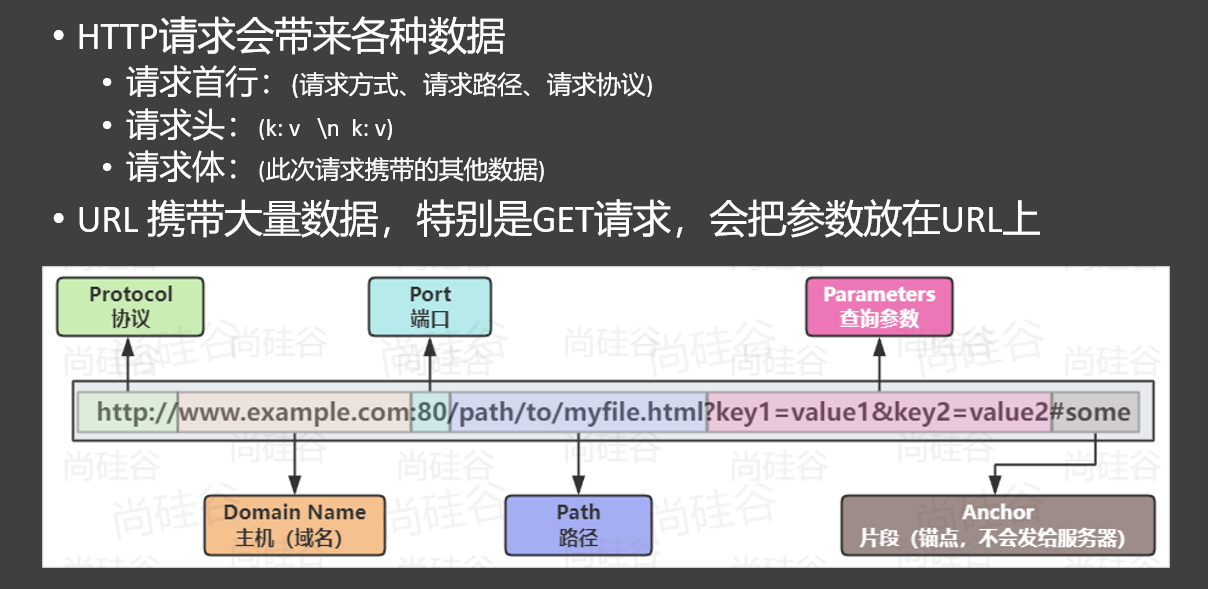 • HTTP请求会带来各种数据
• 请求首行：(请求方式、请求路径、请求协议)
• 请求头：(k: v \n k: v)
• 请求体：(此次请求携带的其他数据)
• URL 携带大量数据，特别是GET请求，会把参数放在URL上
Protocol
协议
Port
端口
Parameters
查询参数
http://www.example.com:80/path/to/myfile.html?key1=value1&key2=value2#some
Domain Name
主机（域名）
Path
路径
Anchor
片段（锚点，不会发给服务器）
尚硅谷